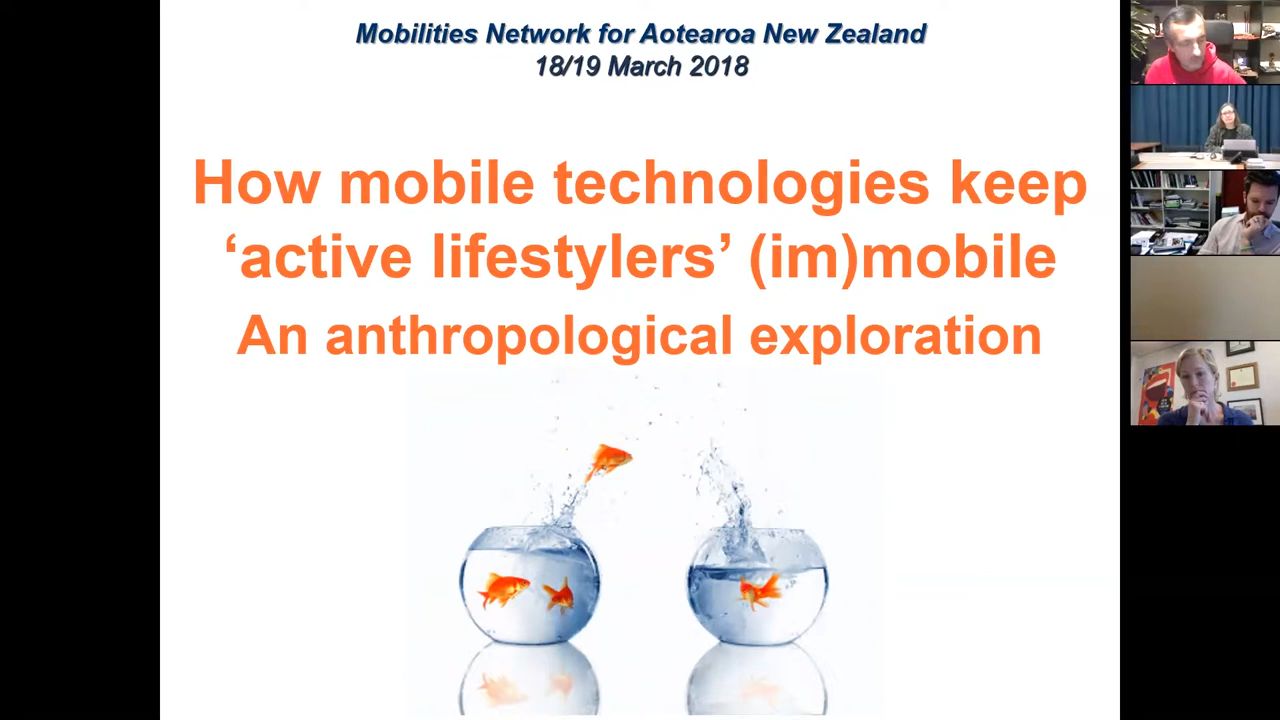 Mobilities Network for Aotearoa New Zealand
18/19 March 2018
How mobile technologies keep
‘active lifestylers’ (im)mobile
An anthropological exploration